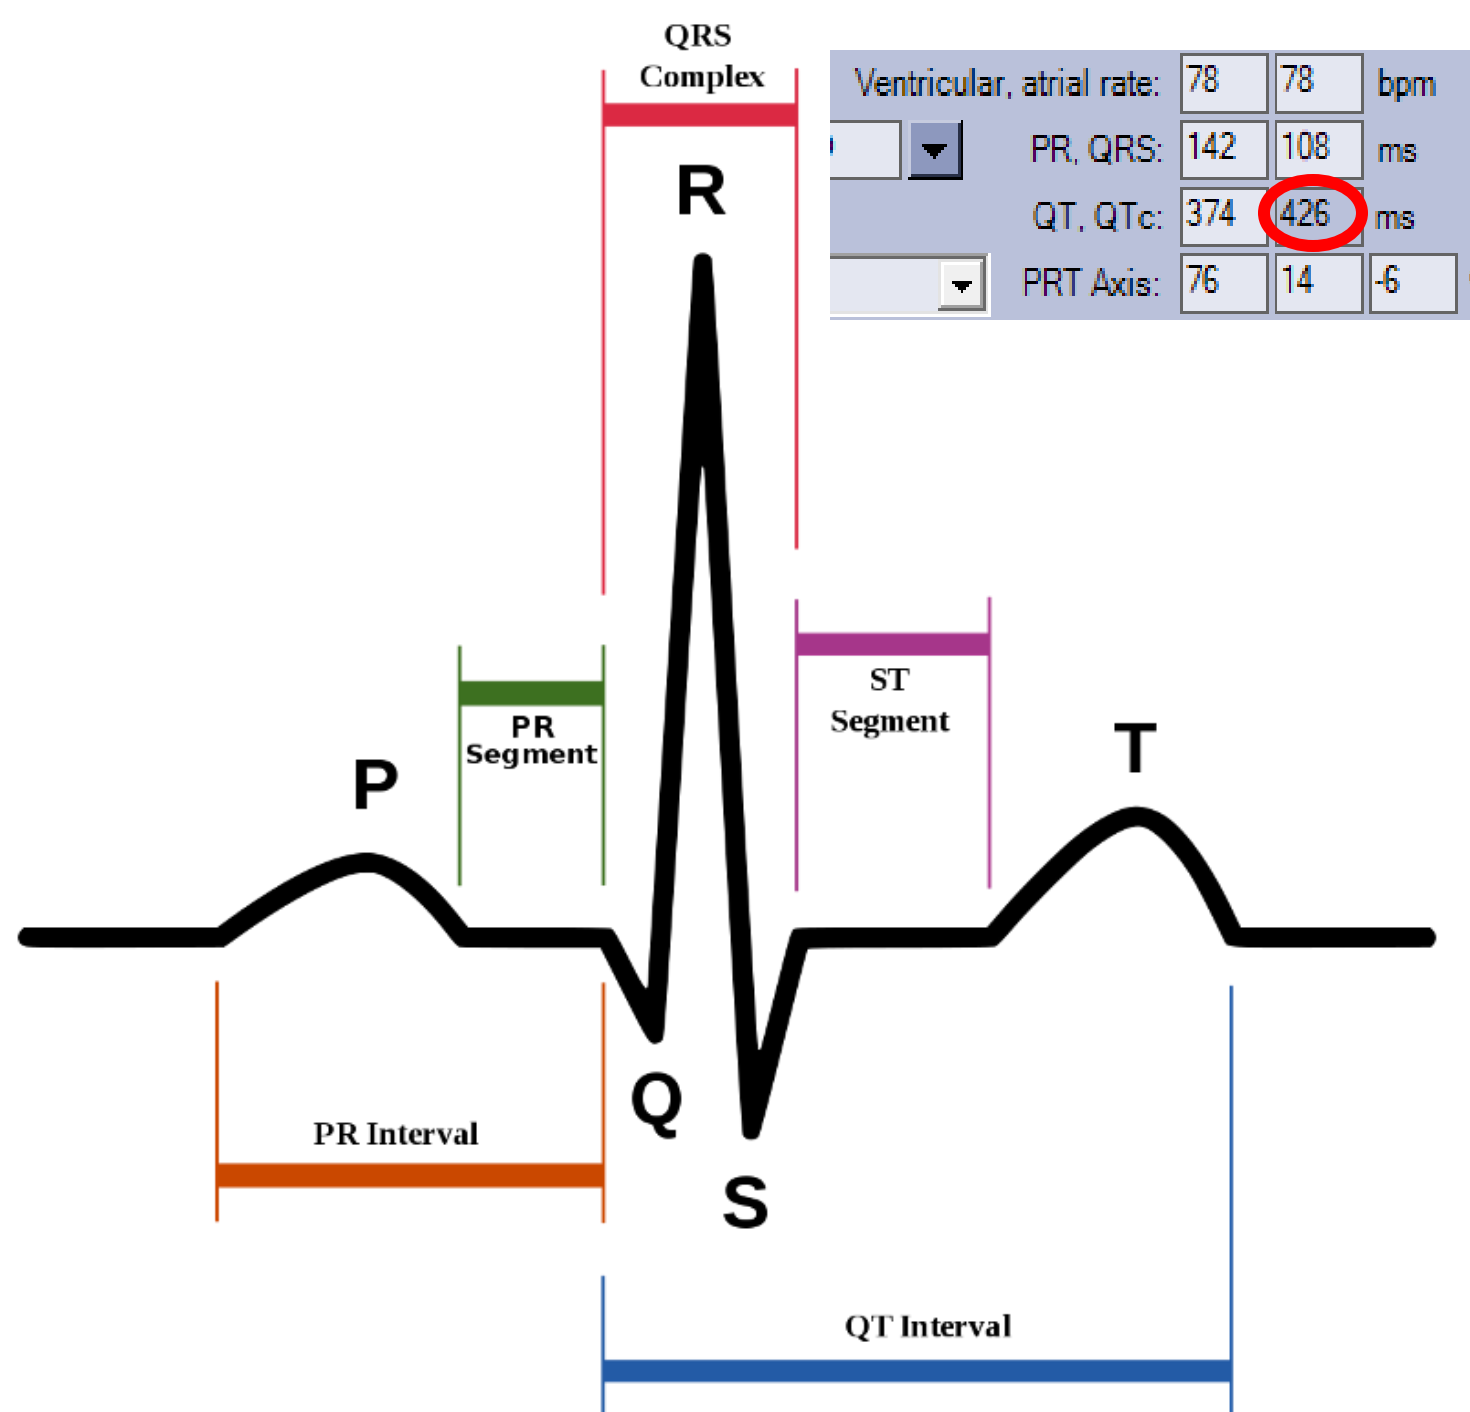 QRS
Complex
Ventricular, atrial rate: 78 78 bpm
PR, QRS: 142 108 ms
QT, QTc: 374 426 ms
PRT Axis: 76 14 -6
R
ST
Segment
PR
Segment
T
P
Q
PR Interval
S
QT Interval